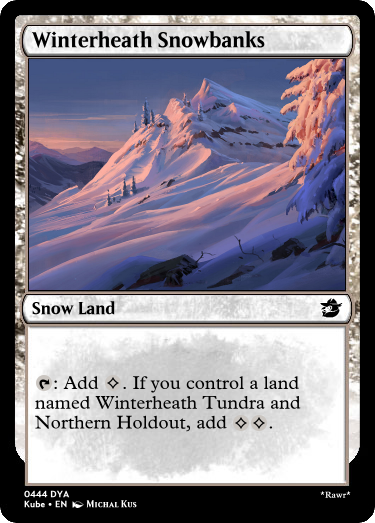 Winterheath Snowbanks
Snow Land
: Add . If you control a land
named Winterheath Tundra and
Northern Holdout, add .
0444 DYA
Kube • EN Michal Kus
*Rawr*